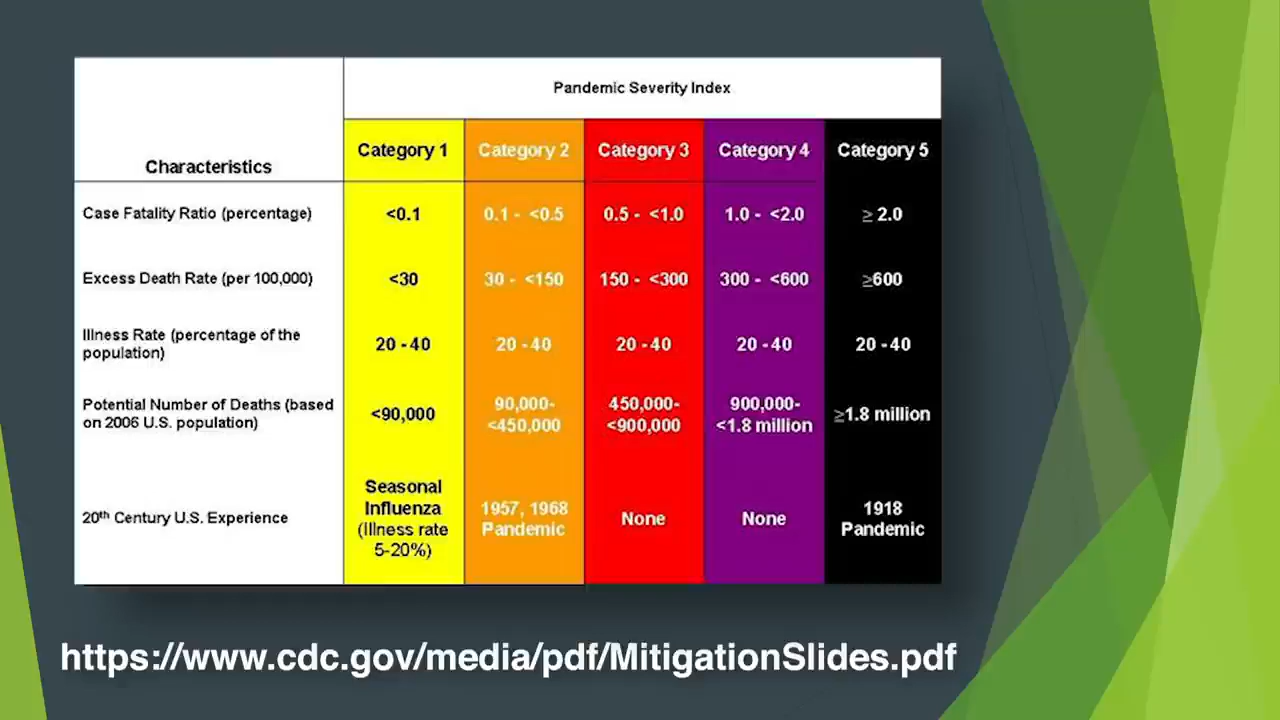 Pandemic Severity Index
Characteristics
Category 1
Category 2
Category 3
Category 4
Category 5
Case Fatality Ratio (percentage)
<0.1
0.1 - <0.5
0.5 - <1.0
1.0 - <2.0
≥ 2.0
Excess Death Rate (per 100,000)
<30
30 - <150
150 - <300
300 - <600
≥600
Illness Rate (percentage of the
population)
20 - 40
20 - 40
20 - 40
20 - 40
20 - 40
Potential Number of Deaths (based
on 2006 U.S. population)
<90,000
90,000-
<450,000
450,000-
<900,000
900,000-
<1.8 million
≥1.8 million
20th Century U.S. Experience
Seasonal
Influenza
(Illness rate
5-20%)
1957, 1968
Pandemic
None
None
1918
Pandemic
https://www.cdc.gov/media/pdf/MitigationSlides.pdf